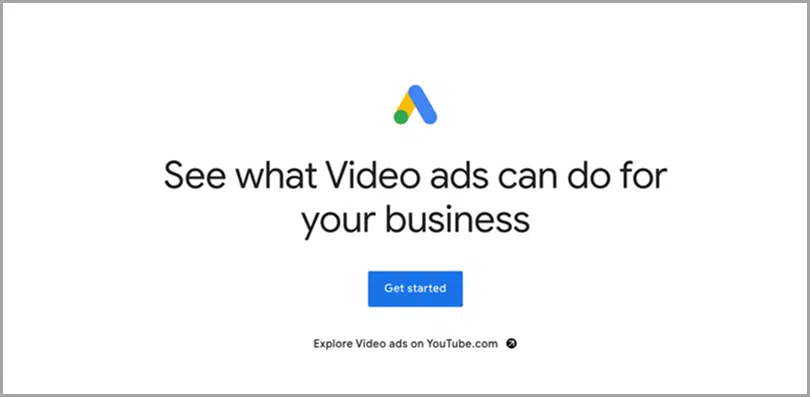 See what Video ads can do for
your business
Get started
Explore Video ads on YouTube.com